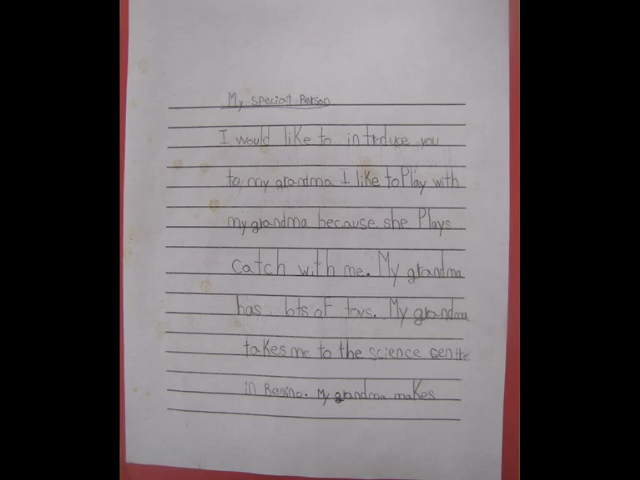 My special Person
I would like to introduce you
to my grandma I like to Play with
my grandma because she Plays
catch with me. My grandma
has lots of toys. My grandma
takes me to the science centre
in Regina. My grandma makes